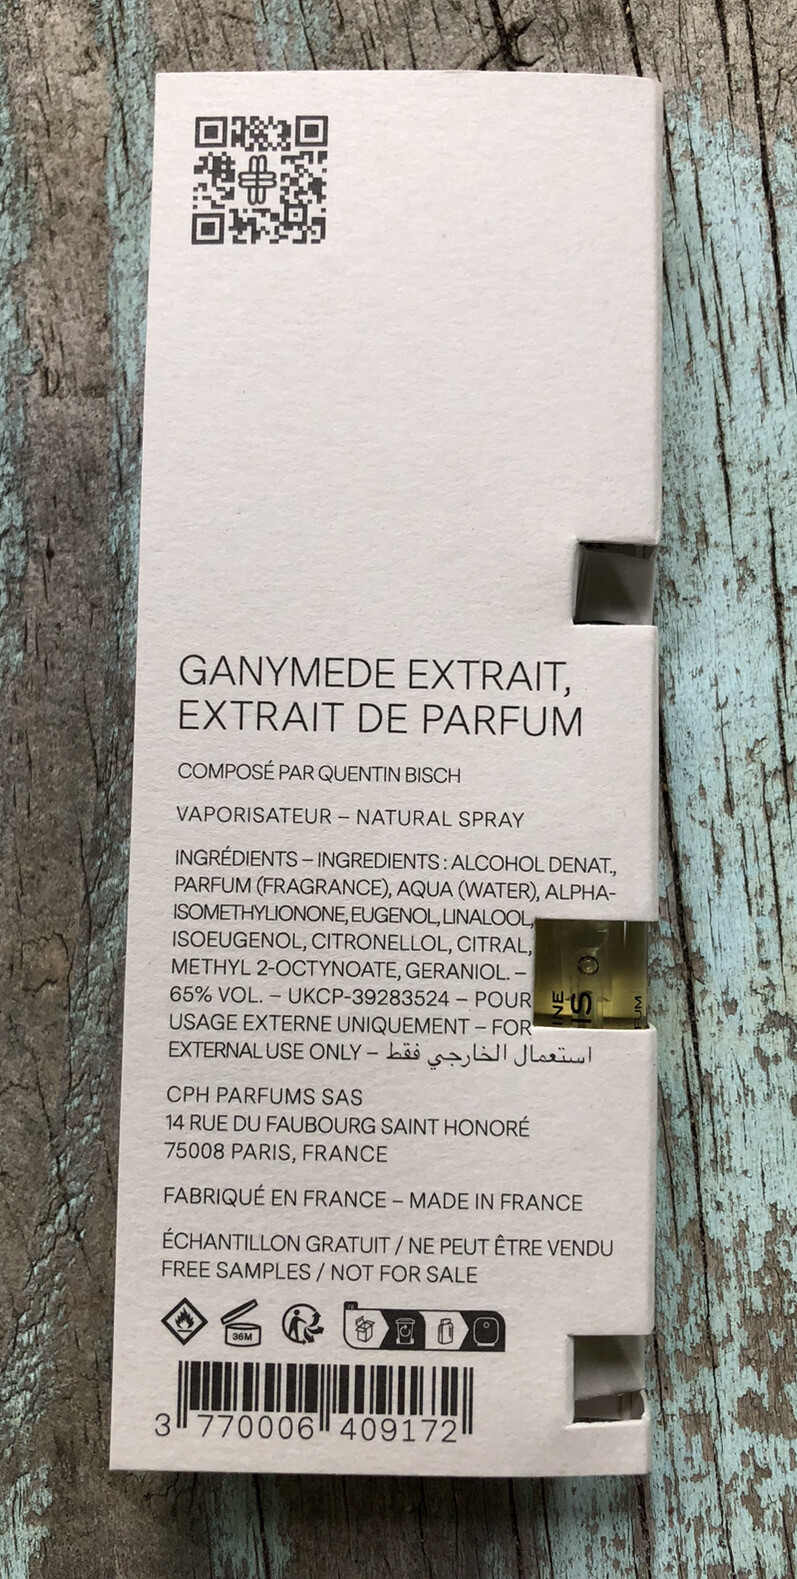 GANYMEDE EXTRAIT,
EXTRAIT DE PARFUM
COMPOSÉ PAR QUENTIN BISCH
VAPORISATEUR – NATURAL SPRAY
INGRÉDIENTS – INGREDIENTS : ALCOHOL DENAT.,
PARFUM (FRAGRANCE), AQUA (WATER), ALPHA-
ISOMETHYLIONONE, EUGENOL, LINALOOL,
ISOEUGENOL, CITRONELLOL, CITRAL,
METHYL 2-OCTYNOATE, GERANIOL. –
65% VOL. – UKCP-39283524 – POUR
USAGE EXTERNE UNIQUEMENT – FOR
EXTERNAL USE ONLY – استعمال الخارجي فقط
INE
IS
FUM
CPH PARFUMS SAS
14 RUE DU FAUBOURG SAINT HONORÉ
75008 PARIS, FRANCE
FABRIQUÉ EN FRANCE – MADE IN FRANCE
ÉCHANTILLON GRATUIT / NE PEUT ÊTRE VENDU
FREE SAMPLES / NOT FOR SALE
36M
3 770006 409172